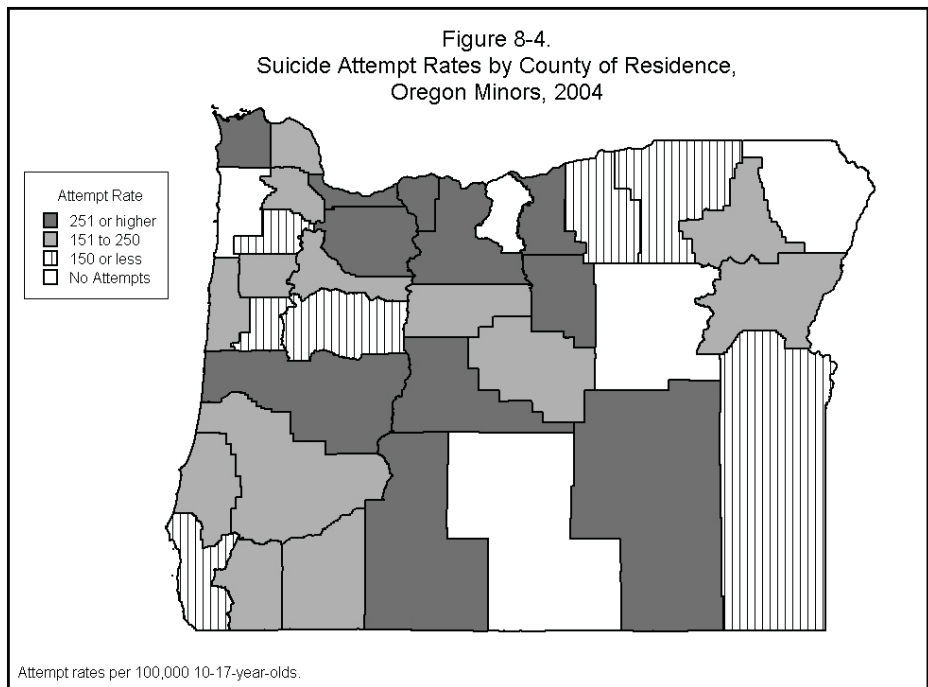 Figure 8-4.
Suicide Attempt Rates by County of Residence,
Oregon Minors, 2004
Attempt Rate
251 or higher
151 to 250
150 or less
No Attempts
Attempt rates per 100,000 10-17-year-olds.